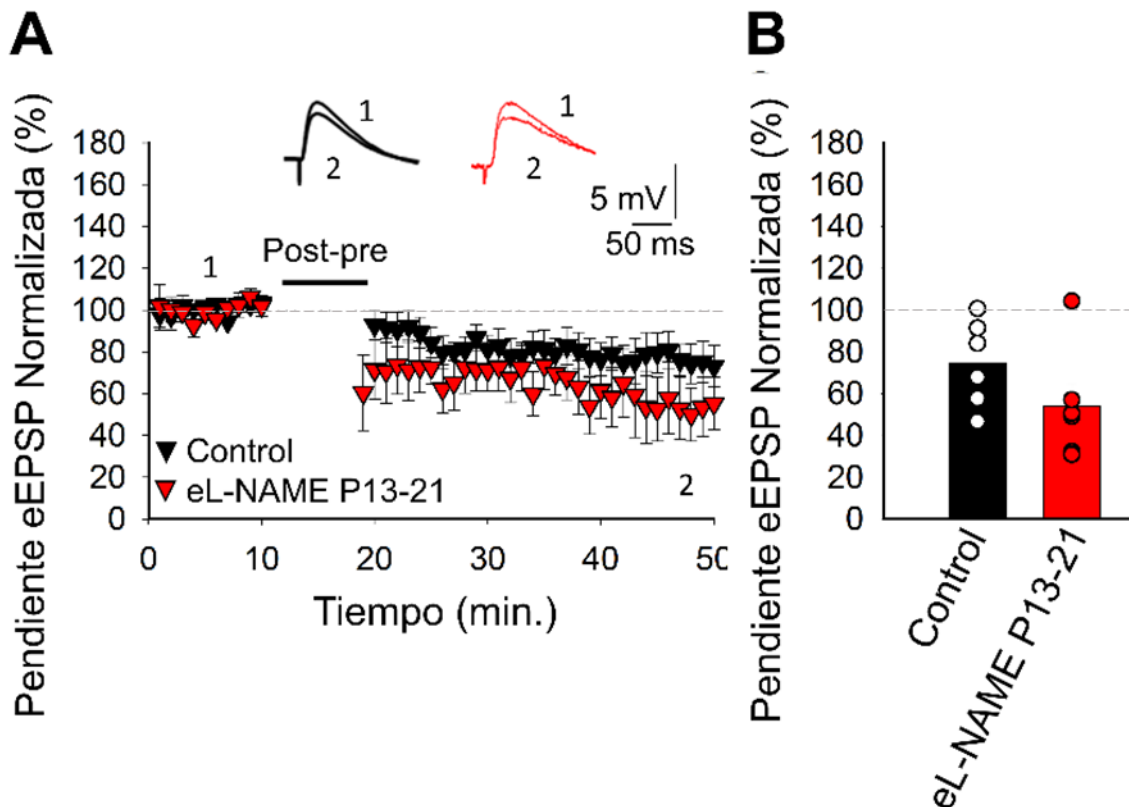 A
Pendiente eEPSP Normalizada (%)
180
160
140
120
100
80
60
40
20
0
1
2
1
2
5 mV
50 ms
1
Post-pre
Control
eL-NAME P13-21
2
0
10
20
30
40
50
Tiempo (min.)
B
Pendiente eEPSP Normalizada (%)
180
160
140
120
100
80
60
40
20
0
Control
eL-NAME P13-21